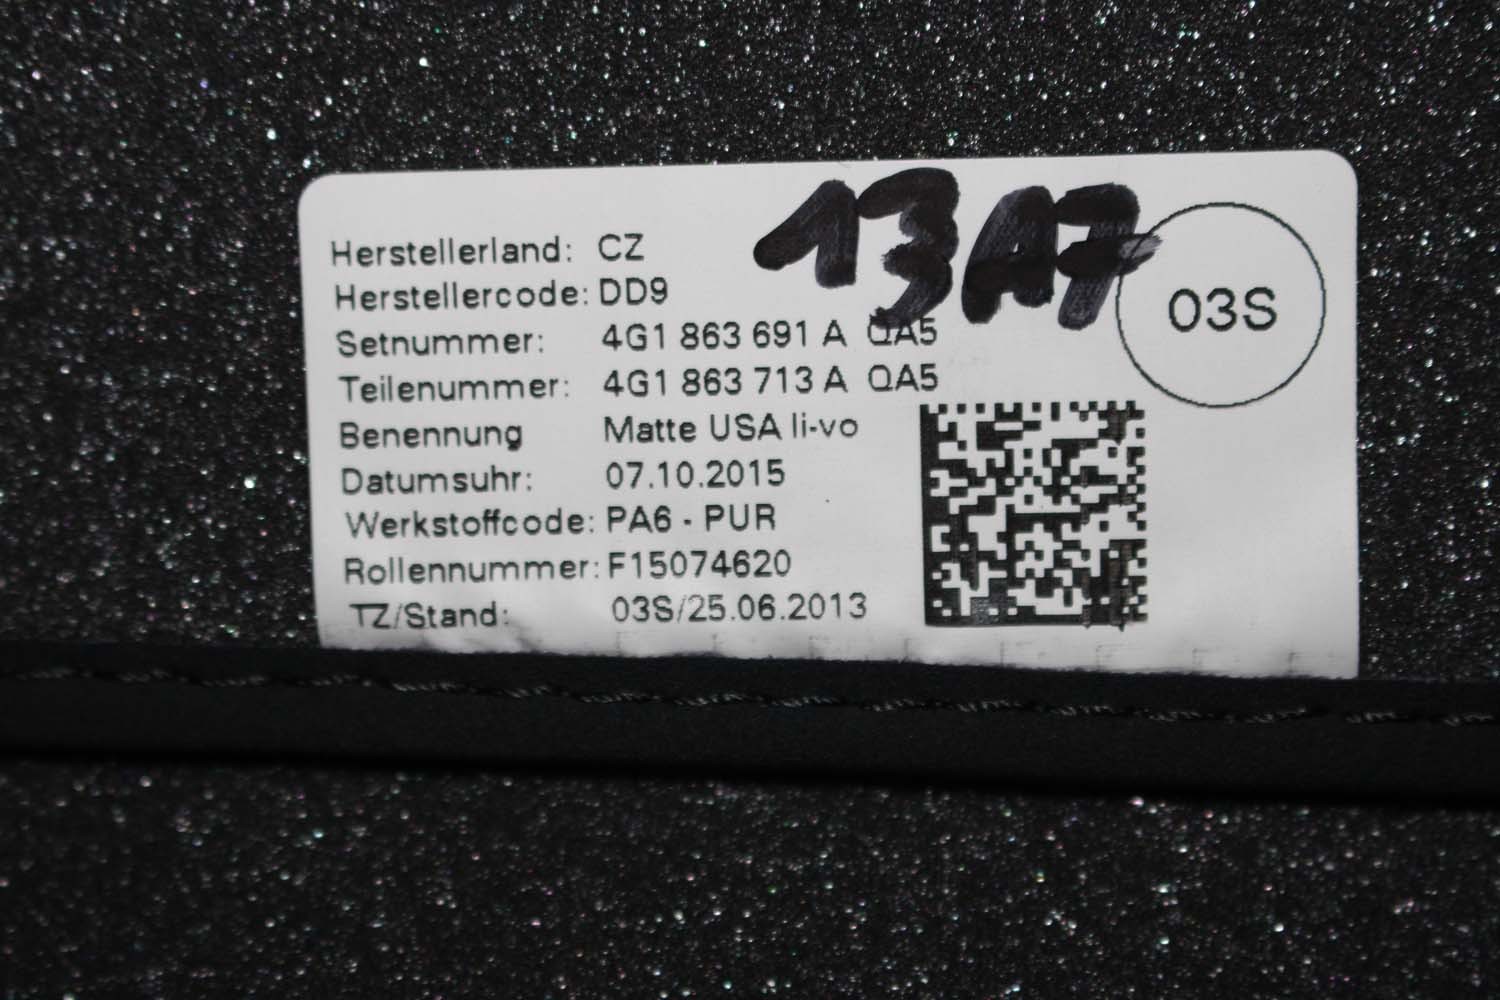 13A7
03S
Herstellerland: CZ
Herstellercode: DD9
Setnummer: 4G1 863 691 A QA5
Teilenummer: 4G1 863 713 A QA5
Benennung Matte USA li-vo
Datumsuhr: 07.10.2015
Werkstoffcode: PA6 - PUR
Rollennummer: F15074620
TZ/Stand: 03S/25.06.2013